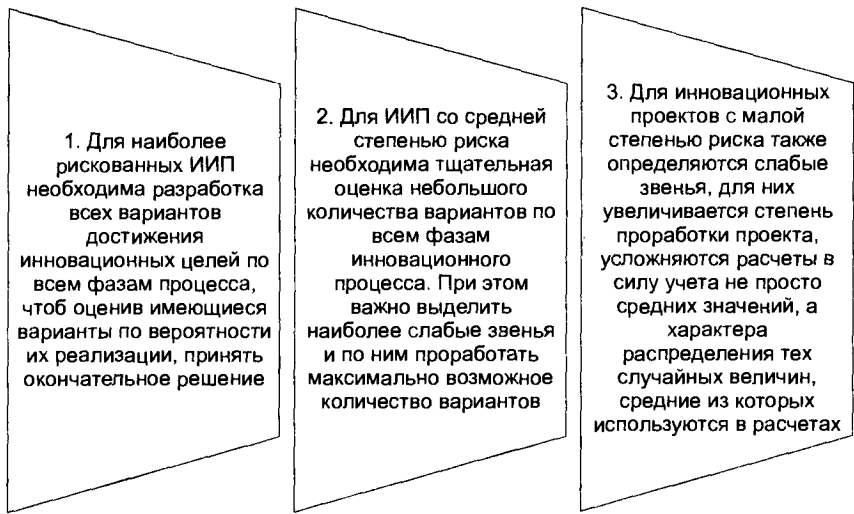 1. Для наиболее
рискованных ИИП
необходима разработка
всех вариантов
достижения
инновационных целей по
всем фазам процесса,
чтоб оценив имеющиеся
варианты по вероятности
их реализации, принять
окончательное решение
2. Для ИИП со средней
степенью риска
необходима тщательная
оценка небольшого
количества вариантов по
всем фазам
инновационного
процесса. При этом
важно выделить
наиболее слабые звенья
и по ним проработать
максимально возможное
количество вариантов
3. Для инновационных
проектов с малой
степенью риска также
определяются слабые
звенья, для них
увеличивается степень
проработки проекта,
усложняются расчеты в
силу учета не просто
средних значений, а
характера
распределения тех
случайных величин,
средние из которых
используются в расчетах